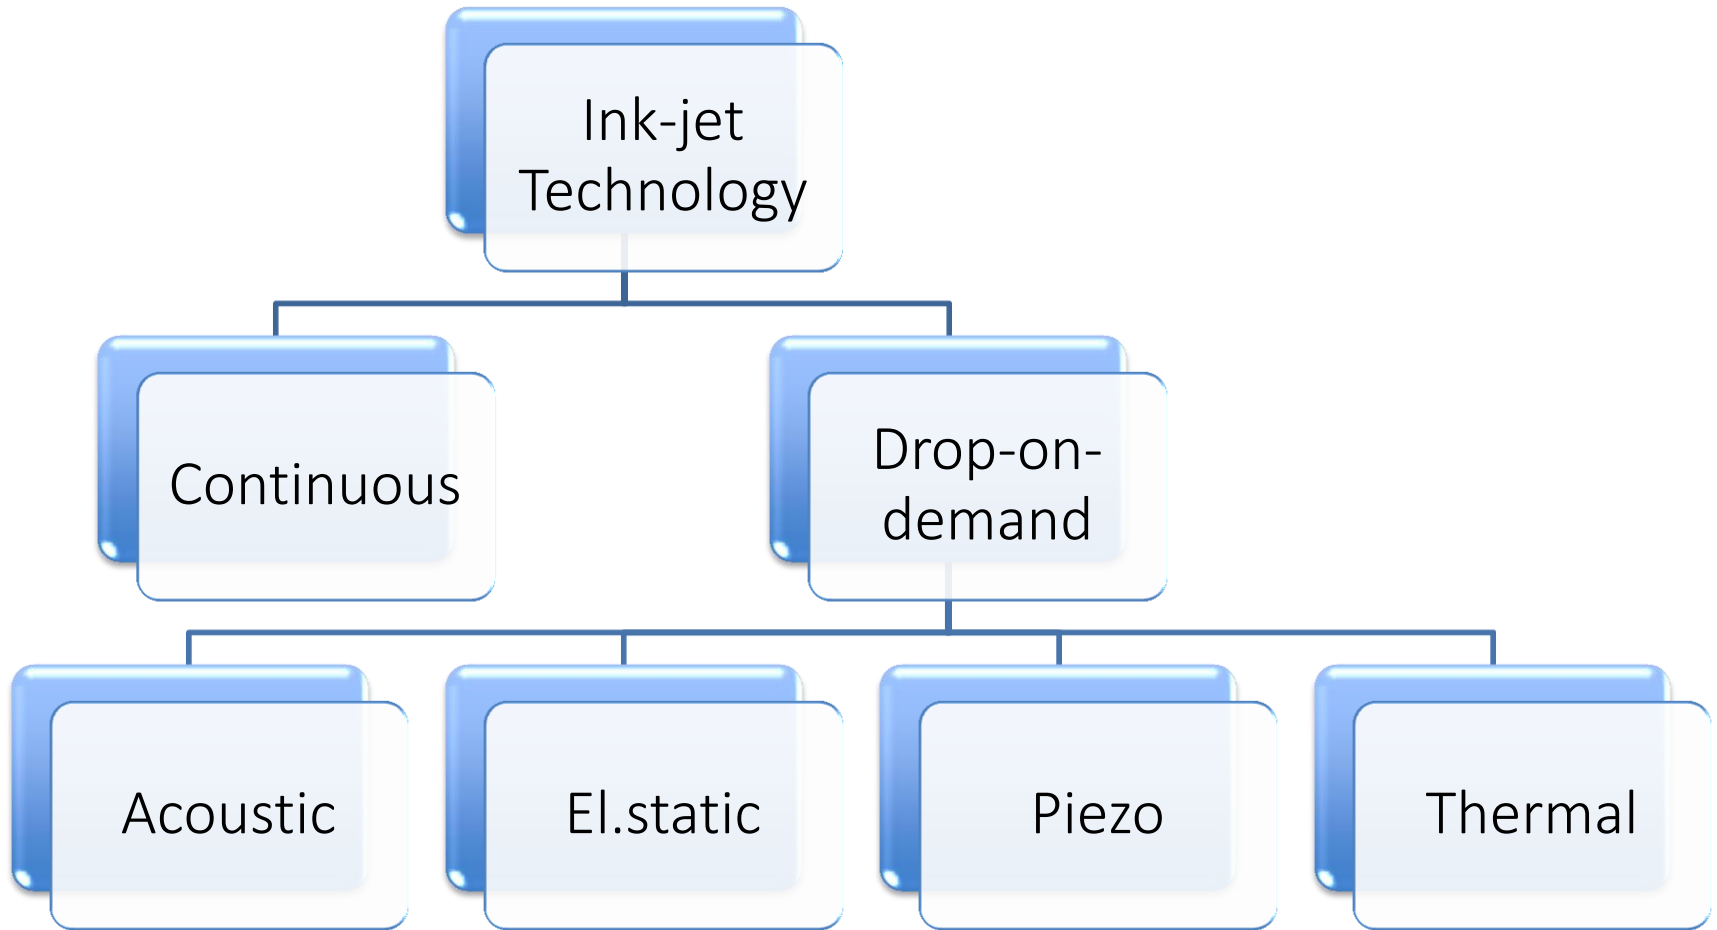 Ink-jet
Technology
Continuous
Drop-on-
demand
Acoustic
El.static
Piezo
Thermal